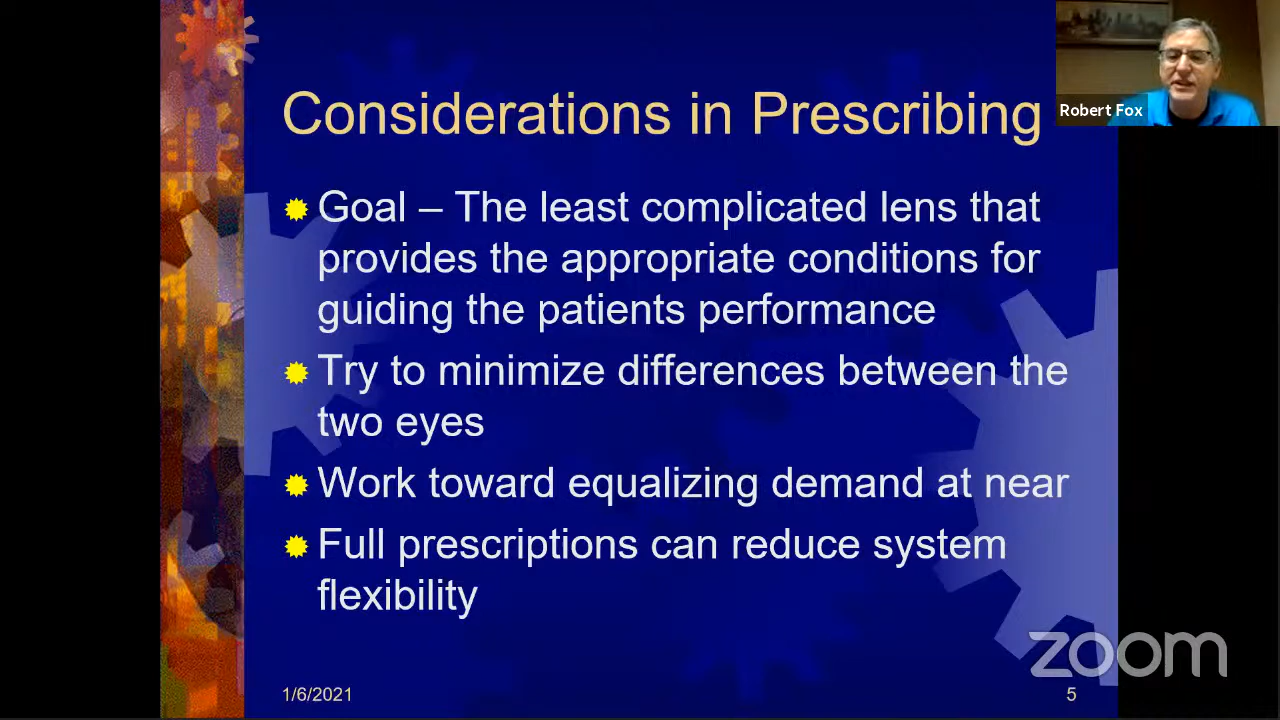 Considerations in Prescribing
Robert Fox
Goal – The least complicated lens that
provides the appropriate conditions for
guiding the patients performance
Try to minimize differences between the
two eyes
Work toward equalizing demand at near
Full prescriptions can reduce system
flexibility
zoom
1/6/2021
5